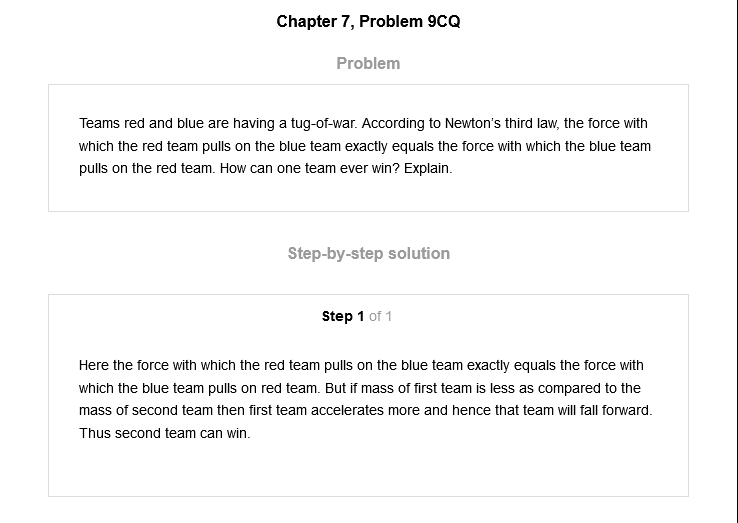 Chapter 7, Problem 9CQ
Problem
Teams red and blue are having a tug-of-war. According to Newton's third law, the force with
which the red team pulls on the blue team exactly equals the force with which the blue team
pulls on the red team. How can one team ever win? Explain.
Step-by-step solution
Step 1 of 1
Here the force with which the red team pulls on the blue team exactly equals the force with
which the blue team pulls on red team. But if mass of first team is less as compared to the
mass of second team then first team accelerates more and hence that team will fall forward.
Thus second team can win.